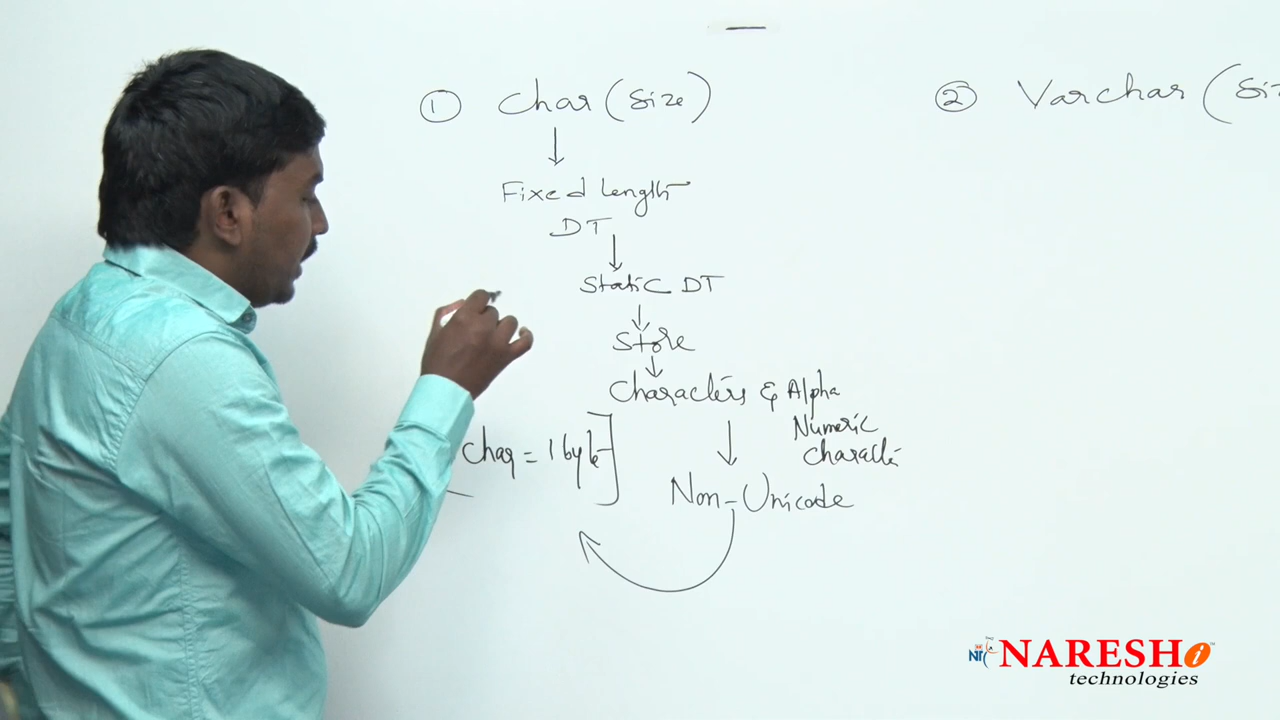 ① Char (Size)
Fixed Length
DT
Static DT
Store
Characters & Alpha
Numeric
Char = 1 byte]
Non-Unicode
② Varchar (Siz
NARESH i
technologies